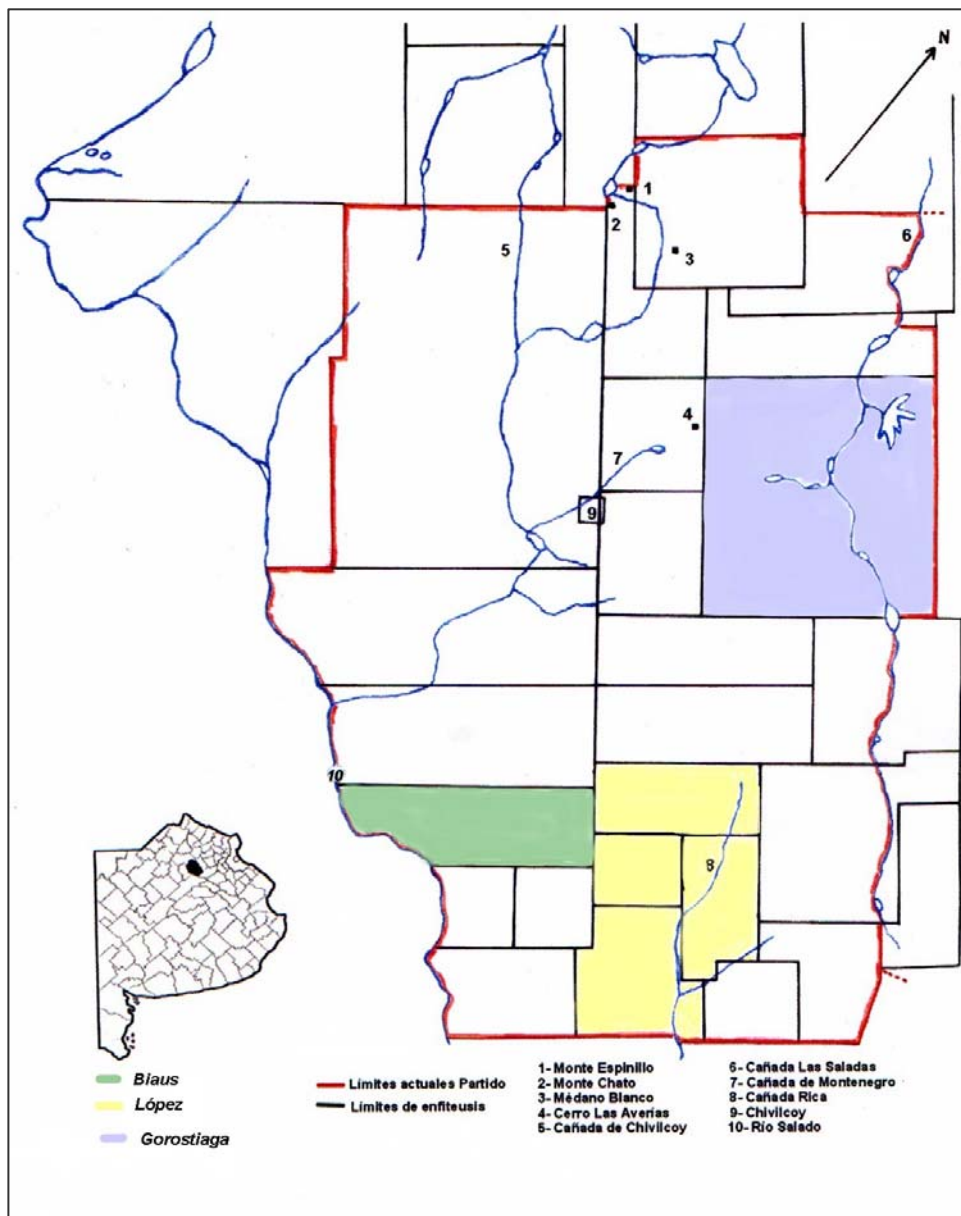 N
1
2
3
5
6
4
7
9
10
8
Biaus
López
Gorostiaga
Límites actuales Partido
Límites de enfiteusis
1- Monte Espinillo
2- Monte Chato
3- Médano Blanco
4- Cerro Las Averías
5- Cañada de Chivilcoy
6- Cañada Las Saladas
7- Cañada de Montenegro
8- Cañada Rica
9- Chivilcoy
10- Río Salado